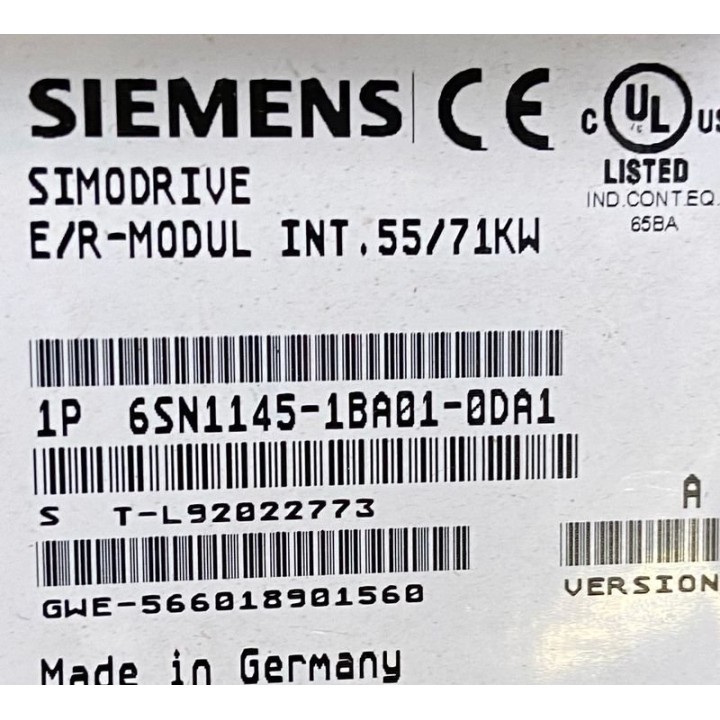 SIEMENS CE C UL US
SIMODRIVE
LISTED
E/R-MODUL INT.55/71KW
IND.CONT.EQ.
65BA
1P 6SN1145-1BA01-0DA1
S T-L92022773
A
GWE-566018901560
VERSION
Made in Germany